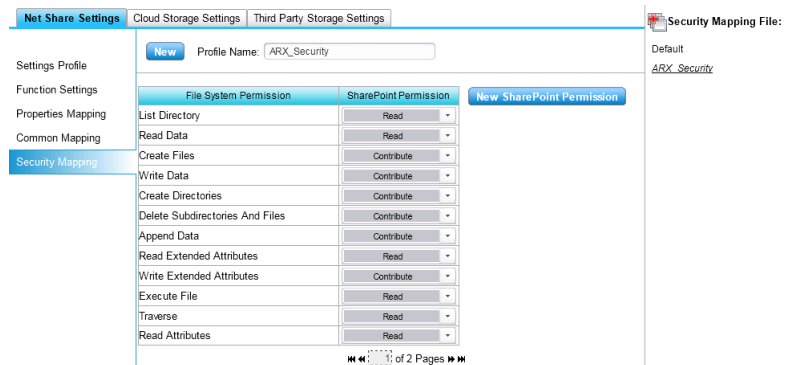 Net Share Settings Cloud Storage Settings Third Party Storage Settings
Security Mapping File:
New Profile Name: ARX_Security
Default
ARX_Security
Settings Profile
Function Settings
Properties Mapping
Common Mapping
Security Mapping
File System Permission SharePoint Permission New SharePoint Permission
List Directory Read
Read Data Read
Create Files Contribute
Write Data Contribute
Create Directories Contribute
Delete Subdirectories And Files Contribute
Append Data Contribute
Read Extended Attributes Read
Write Extended Attributes Contribute
Execute File Read
Traverse Read
Read Attributes Read
1 of 2 Pages